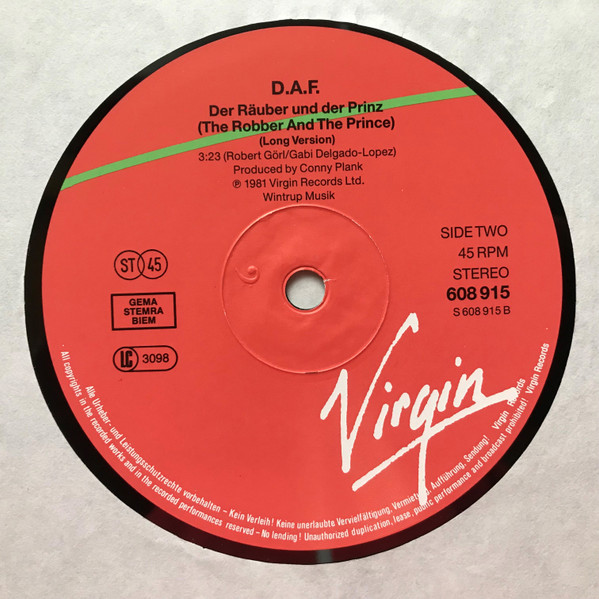 D.A.F.
Der Räuber und der Prinz
(The Robber And The Prince)
(Long Version)
3:23 (Robert Görl/Gabi Delgado-Lopez)
Produced by Conny Plank
℗ 1981 Virgin Records Ltd.
Wintrup Musik
SIDE TWO
45 RPM
STEREO
608 915
S 608 915 B
ST 45
GEMA
STEMRA
BIEM
LC 3098
Virgin
Alle Urheber- und Leistungsschutzrechte vorbehalten – Kein Verleih! Keine unerlaubte Vervielfältigung, Vermietung, Aufführung, Sendung! Virgin Records
All copyrights in the recorded works and in the recorded performances reserved – No lending! Unauthorized duplication, lease, public performance and broadcast prohibited! Virgin Records